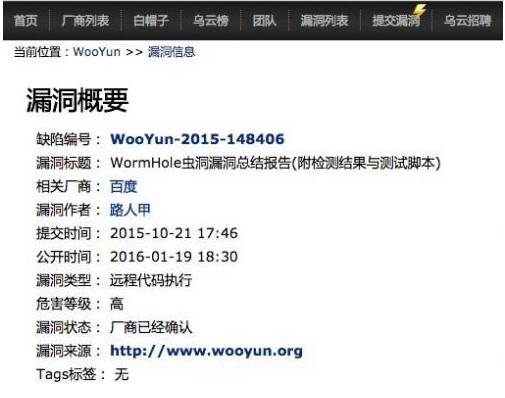 首页 厂商列表 白帽子 乌云榜 团队 漏洞列表 提交漏洞 乌云招聘
当前位置：WooYun >> 漏洞信息
漏洞概要
缺陷编号： WooYun-2015-148406
漏洞标题： WormHole虫洞漏洞总结报告(附检测结果与测试脚本)
相关厂商： 百度
漏洞作者： 路人甲
提交时间： 2015-10-21 17:46
公开时间： 2016-01-19 18:30
漏洞类型： 远程代码执行
危害等级： 高
漏洞状态： 厂商已经确认
漏洞来源： http://www.wooyun.org
Tags标签： 无